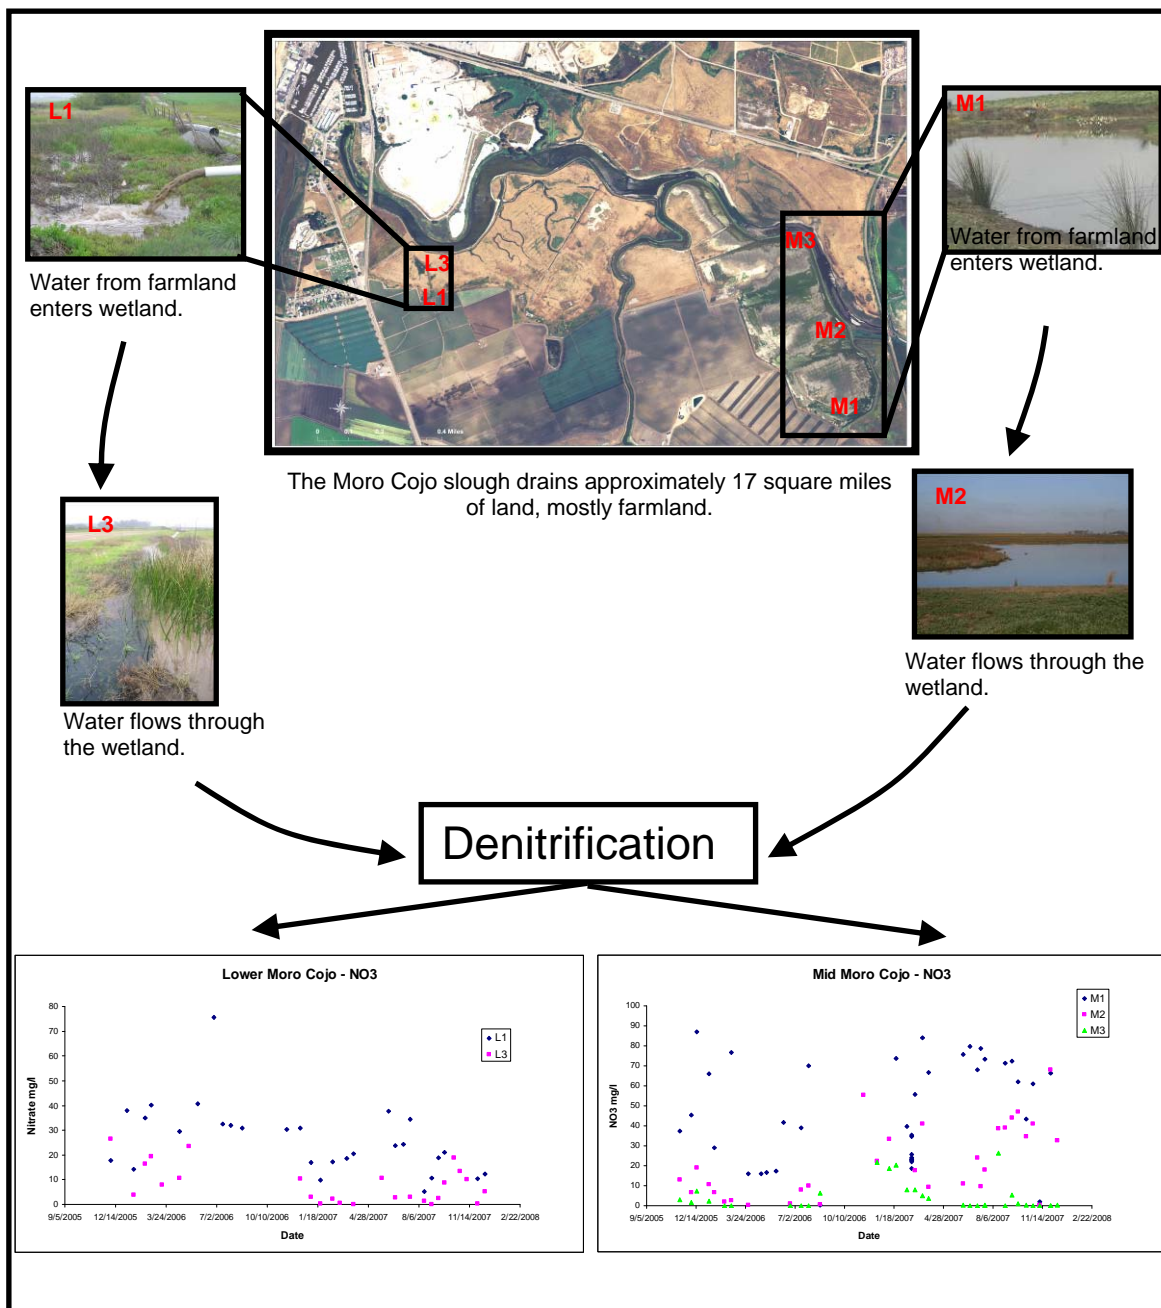 L1
M1
L3
L1
M3
M2
M1
0
0.1
0.4 Miles
Water from farmland
enters wetland.
Water from farmland
enters wetland.
The Moro Cojo slough drains approximately 17 square miles
of land, mostly farmland.
L3
M2
Water flows through
the wetland.
Water flows through the
wetland.
Denitrification
Lower Moro Cojo - NO3
80
70
60
50
40
30
20
10
0
Nitrate mg/l
L1
L3
9/5/2005 12/14/2005 3/24/2006 7/2/2006 10/10/2006 1/18/2007 4/28/2007 8/6/2007 11/14/2007 2/22/2008
Date
Mid Moro Cojo - NO3
100
90
80
70
60
50
40
30
20
10
0
NO3 mg/l
M1
M2
M3
9/5/2005 12/14/2005 3/24/2006 7/2/2006 10/10/2006 1/18/2007 4/28/2007 8/6/2007 11/14/2007 2/22/2008
Date